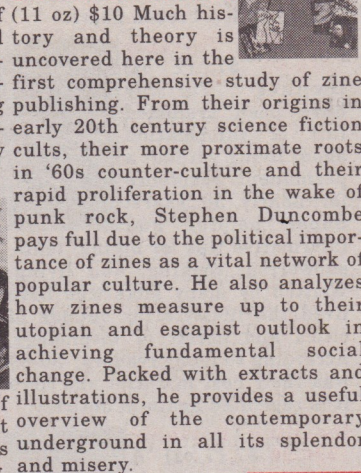 f (11 oz) $10 Much his-
tory and theory is
uncovered here in the
first comprehensive study of zine
publishing. From their origins in
early 20th century science fiction
cults, their more proximate roots
in ‘60s counter-culture and their
rapid proliferation in the wake of
punk rock, Stephen Duncombe
pays full due to the political impor-
tance of zines as a vital network of
popular culture. He also analyzes
how zines measure up to their
utopian and escapist outlook in
achieving fundamental social
change. Packed with extracts and
illustrations, he provides a useful
overview of the contemporary
underground in all its splendor
and misery.